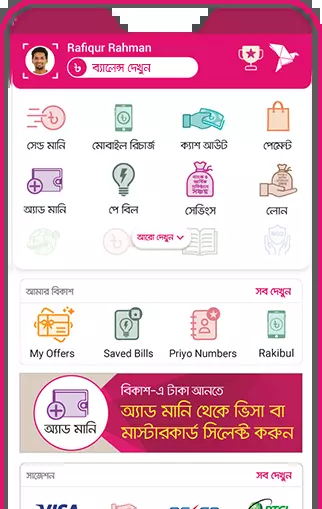 Rafiqur Rahman
৳ ব্যালেন্স দেখুন
সেন্ড মানি মোবাইল রিচার্জ ক্যাশ আউট পেমেন্ট
অ্যাড মানি পে বিল সেভিংস লোন
আরো দেখুন
আমার বিকাশ সব দেখুন
My Offers Saved Bills Priyo Numbers Rakibul
বিকাশ-এ টাকা আনতে
অ্যাড মানি থেকে ভিসা বা
মাস্টারকার্ড সিলেক্ট করুন
অ্যাড মানি
সাজেশন সব দেখুন
VISA